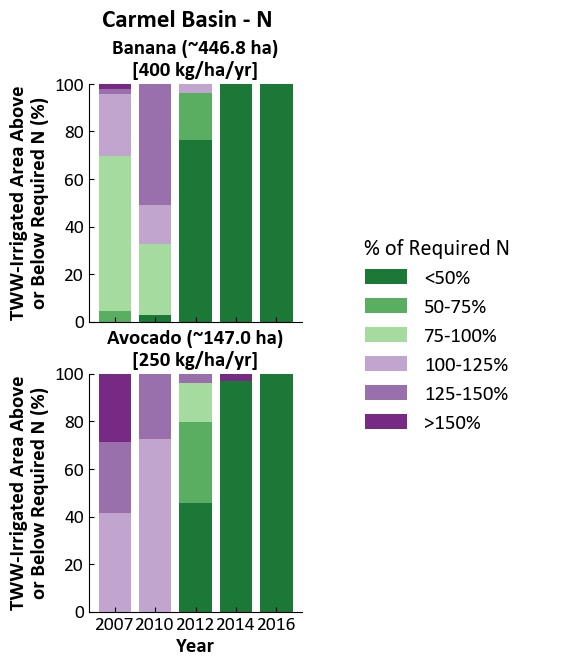 Carmel Basin - N
Banana (~446.8 ha)
[400 kg/ha/yr]
TWW-Irrigated Area Above
or Below Required N (%)
100
80
60
40
20
0
Avocado (~147.0 ha)
[250 kg/ha/yr]
TWW-Irrigated Area Above
or Below Required N (%)
100
80
60
40
20
0
2007 2010 2012 2014 2016
Year
% of Required N
<50%
50-75%
75-100%
100-125%
125-150%
>150%